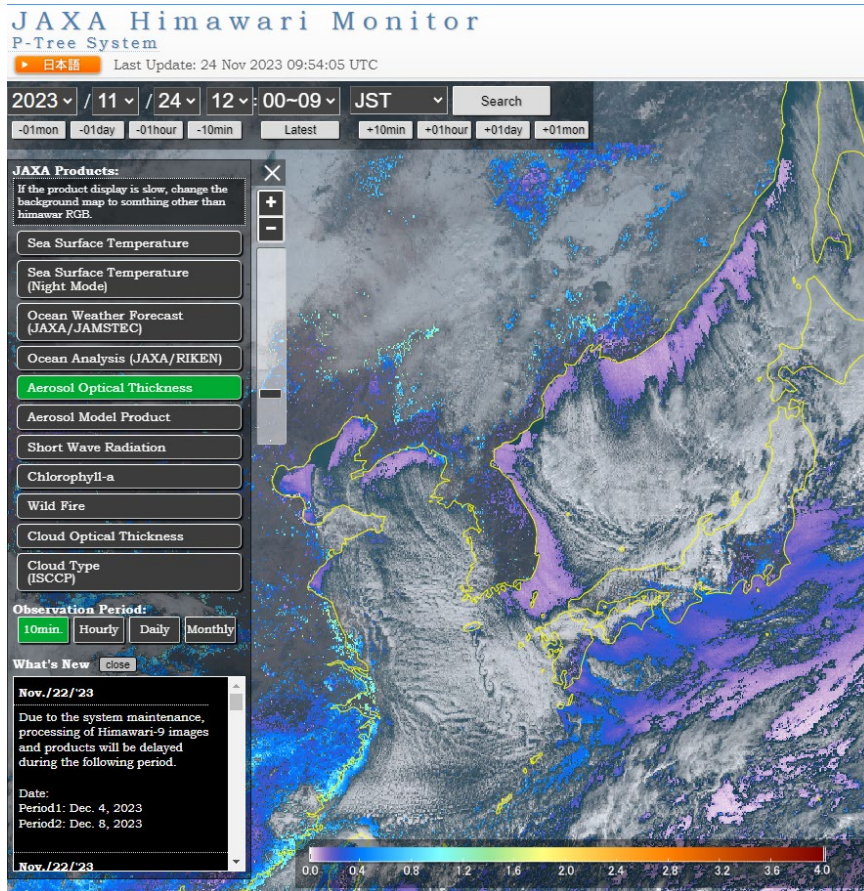 JAXA Himawari Monitor
P-Tree System
日本語 Last Update: 24 Nov 2023 09:54:05 UTC
2023 / 11 / 24 12 : 00~09 JST Search
-01mon -01day -01hour -10min Latest +10min +01hour +01day +01mon
JAXA Products:
If the product display is slow, change the
background map to somthing other than
himawar RGB.
Sea Surface Temperature
Sea Surface Temperature
(Night Mode)
Ocean Weather Forecast
(JAXA/JAMSTEC)
Ocean Analysis (JAXA/RIKEN)
Aerosol Optical Thickness
Aerosol Model Product
Short Wave Radiation
Chlorophyll-a
Wild Fire
Cloud Optical Thickness
Cloud Type
(ISCCP)
Observation Period:
10min. Hourly Daily Monthly
What's New close
Nov./22/'23
Due to the system maintenance,
processing of Himawari-9 images
and products will be delayed
during the following period.
Date:
Period1: Dec. 4, 2023
Period2: Dec. 8, 2023
Nov./22/'23
0.0 0.4 0.8 1.2 1.6 2.0 2.4 2.8 3.2 3.6 4.0